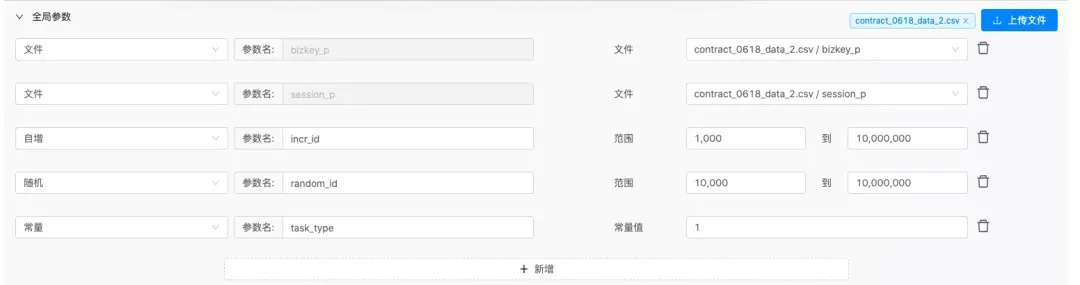 全局参数 contract_0618_data_2.csv × 上传文件
文件 参数名: bizkey_p 文件 contract_0618_data_2.csv / bizkey_p
文件 参数名: session_p 文件 contract_0618_data_2.csv / session_p
自增 参数名: incr_id 范围 1,000 到 10,000,000
随机 参数名: random_id 范围 10,000 到 10,000,000
常量 参数名: task_type 常量值 1
+ 新增